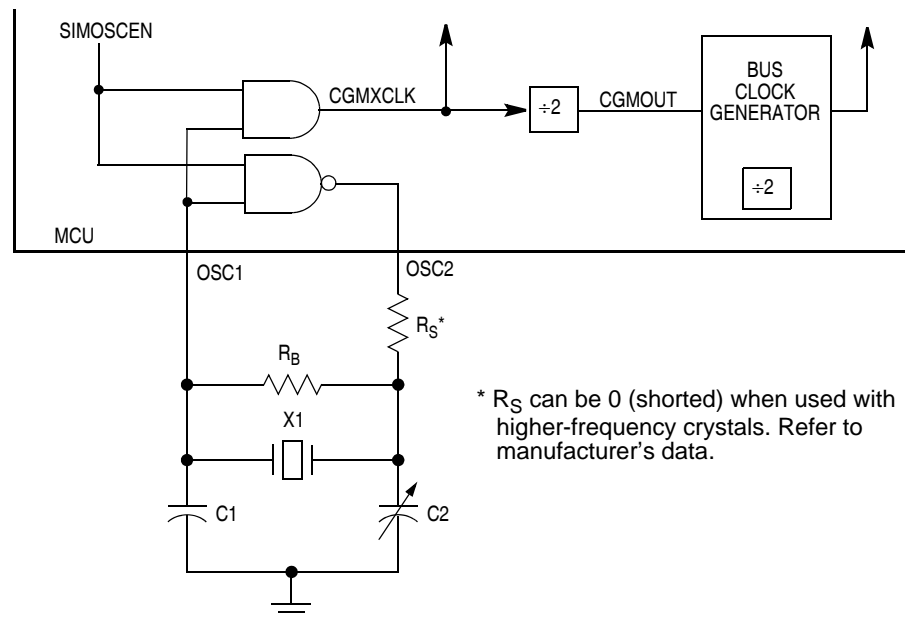 SIMOSCEN
CGMXCLK
÷2
CGMOUT
BUS
CLOCK
GENERATOR
÷2
MCU
OSC1
OSC2
RS*
RB
X1
* RS can be 0 (shorted) when used with
higher-frequency crystals. Refer to
manufacturer's data.
C1
C2